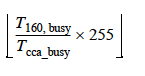 ⌊ T160, busy / Tcca_busy × 255 ⌋